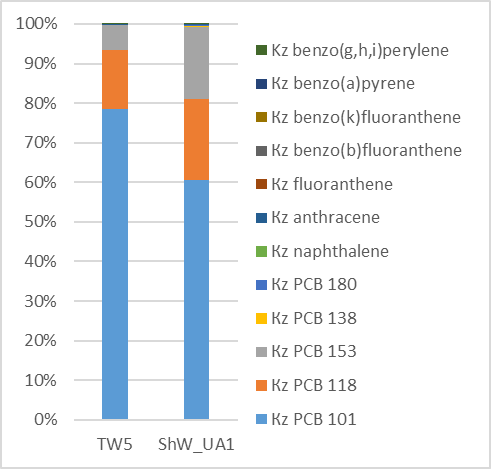 100%
90%
80%
70%
60%
50%
40%
30%
20%
10%
0%
TW5 ShW_UA1
Kz benzo(g,h,i)perylene
Kz benzo(a)pyrene
Kz benzo(k)fluoranthene
Kz benzo(b)fluoranthene
Kz fluoranthene
Kz anthracene
Kz naphthalene
Kz PCB 180
Kz PCB 138
Kz PCB 153
Kz PCB 118
Kz PCB 101